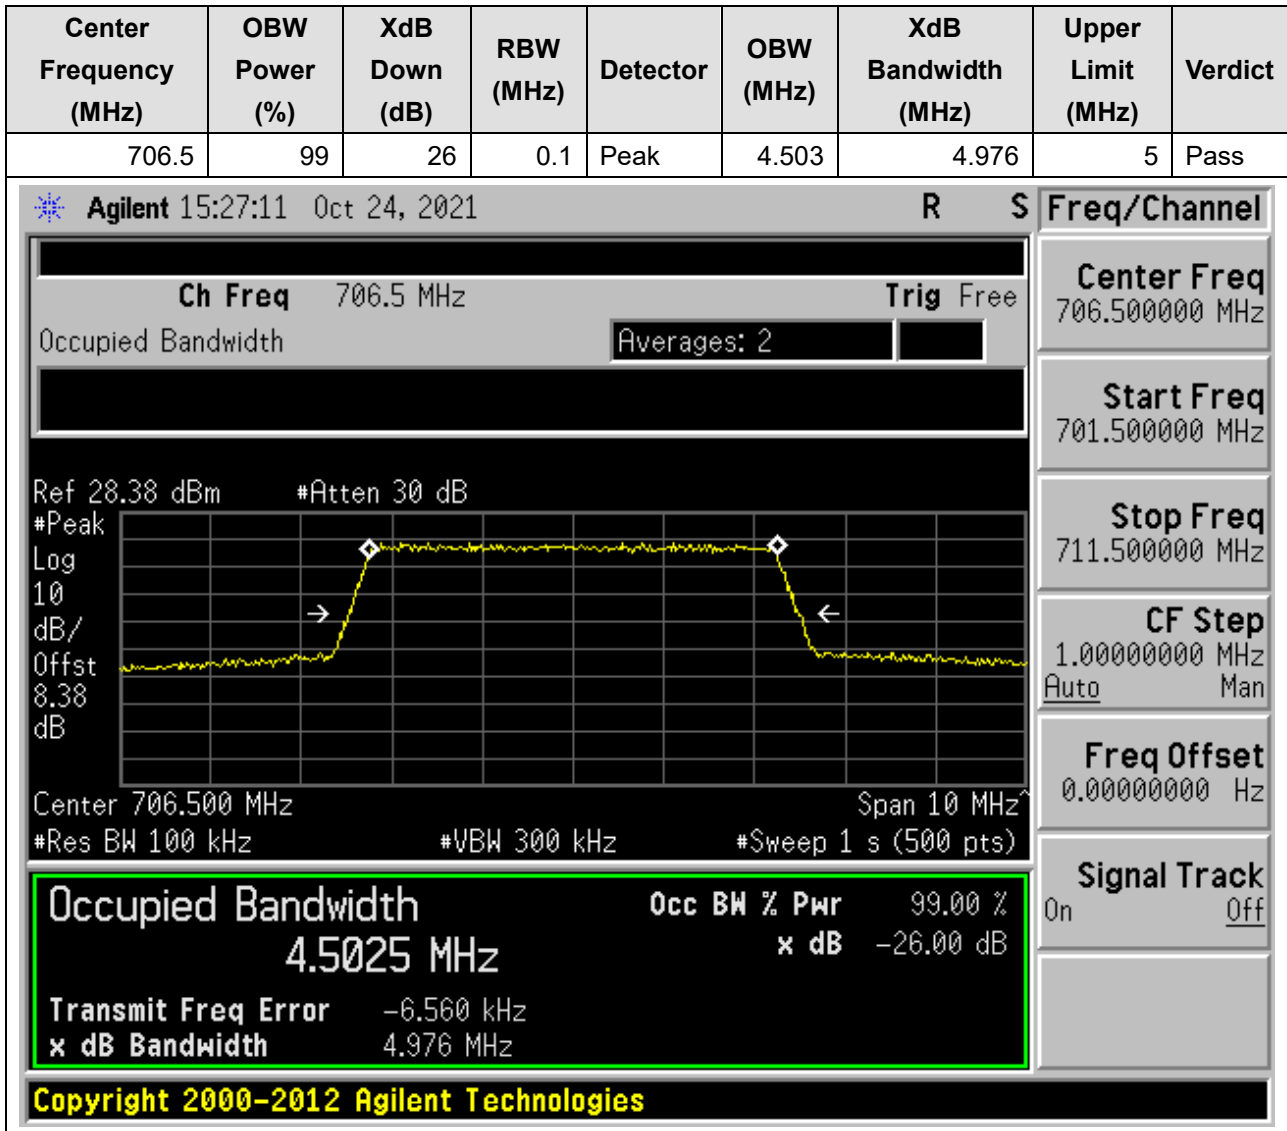 Center Frequency (MHz) OBW Power (%) XdB Down (dB) RBW (MHz) Detector OBW (MHz) XdB Bandwidth (MHz) Upper Limit (MHz) Verdict
706.5 99 26 0.1 Peak 4.503 4.976 5 Pass
Agilent 15:27:11 Oct 24, 2021 R S
Ch Freq 706.5 MHz Trig Free
Occupied Bandwidth Averages: 2
Ref 28.38 dBm #Atten 30 dB
#Peak
Log
10
dB/
Offst
8.38
dB
Center 706.500 MHz Span 10 MHz^
#Res BW 100 kHz #VBW 300 kHz #Sweep 1 s (500 pts)
Occupied Bandwidth Occ BW % Pwr 99.00 %
4.5025 MHz x dB -26.00 dB
Transmit Freq Error -6.560 kHz
x dB Bandwidth 4.976 MHz
Copyright 2000-2012 Agilent Technologies
Freq/Channel
Center Freq
706.500000 MHz
Start Freq
701.500000 MHz
Stop Freq
711.500000 MHz
CF Step
1.00000000 MHz
Auto Man
Freq Offset
0.00000000 Hz
Signal Track
On Off